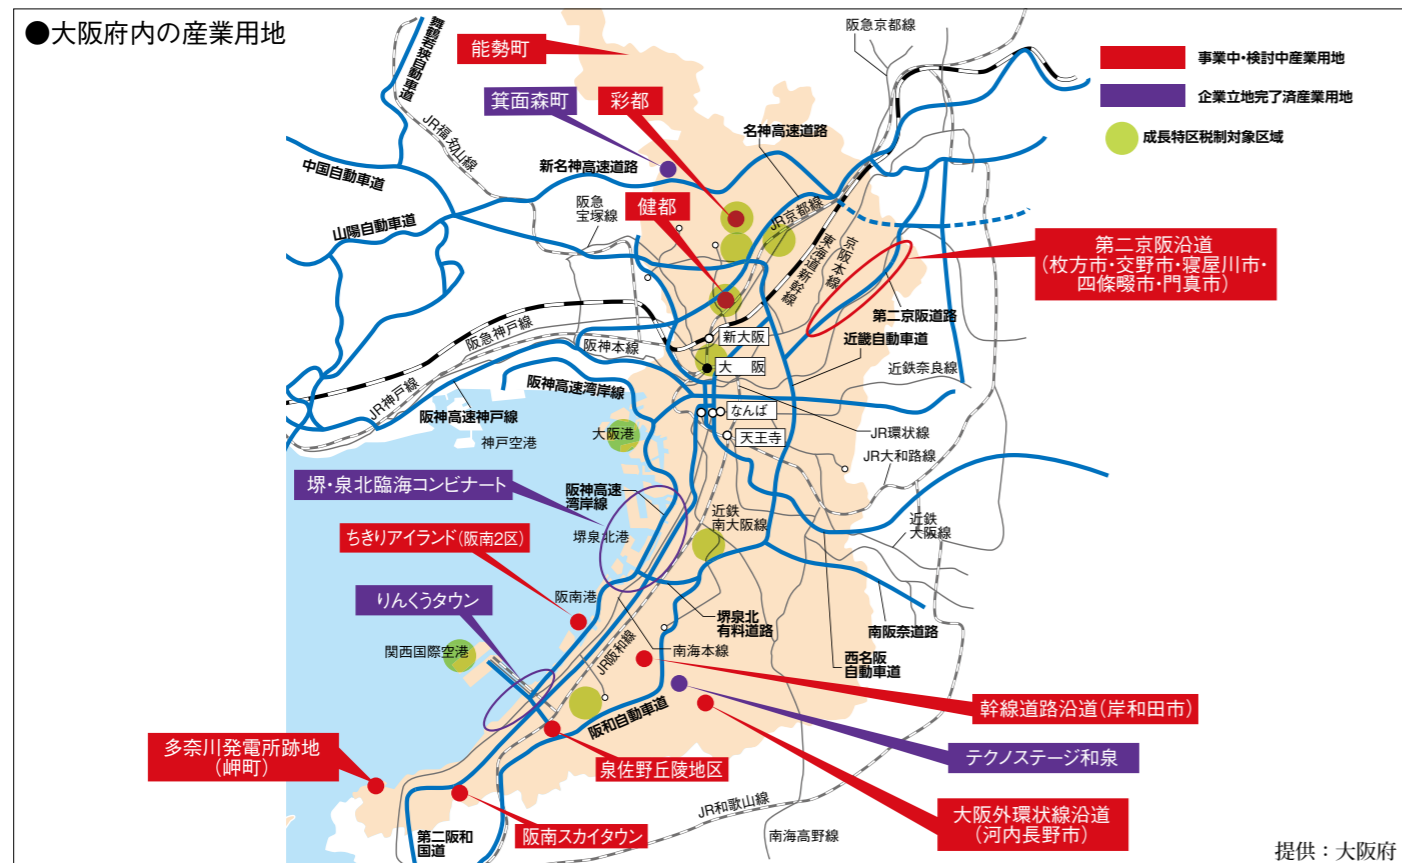 ●大阪府内の産業用地
舞鶴若狭自動車道
能勢町
阪急京都線
事業中・検討中産業用地
箕面森町
彩都
企業立地完了済産業用地
JR福知山線
名神高速道路
成長特区税制対象区域
新名神高速道路
中国自動車道
阪急
宝塚線
健都
JR京都線
山陽自動車道
京阪本線
東海道新幹線
第二京阪沿道
(枚方市・交野市・寝屋川市・
四條畷市・門真市)
第二京阪道路
阪急神戸線
新大阪
近畿自動車道
阪神本線
大 阪
近鉄奈良線
JR神戸線
阪神高速湾岸線
阪神高速神戸線
なんば
神戸空港
大阪港
天王寺
JR環状線
JR大和路線
堺・泉北臨海コンビナート
阪神高速
湾岸線
近鉄
南大阪線
近鉄
大阪線
ちきりアイランド(阪南2区)
堺泉北港
りんくうタウン
阪南港
堺泉北
有料道路
南阪奈道路
関西国際空港
JR阪和線
南海本線
西名阪
自動車道
幹線道路沿道(岸和田市)
阪和自動車道
多奈川発電所跡地
(岬町)
泉佐野丘陵地区
テクノステージ和泉
JR和歌山線
大阪外環状線沿道
(河内長野市)
第二阪和
国道
阪南スカイタウン
南海高野線
提供：大阪府